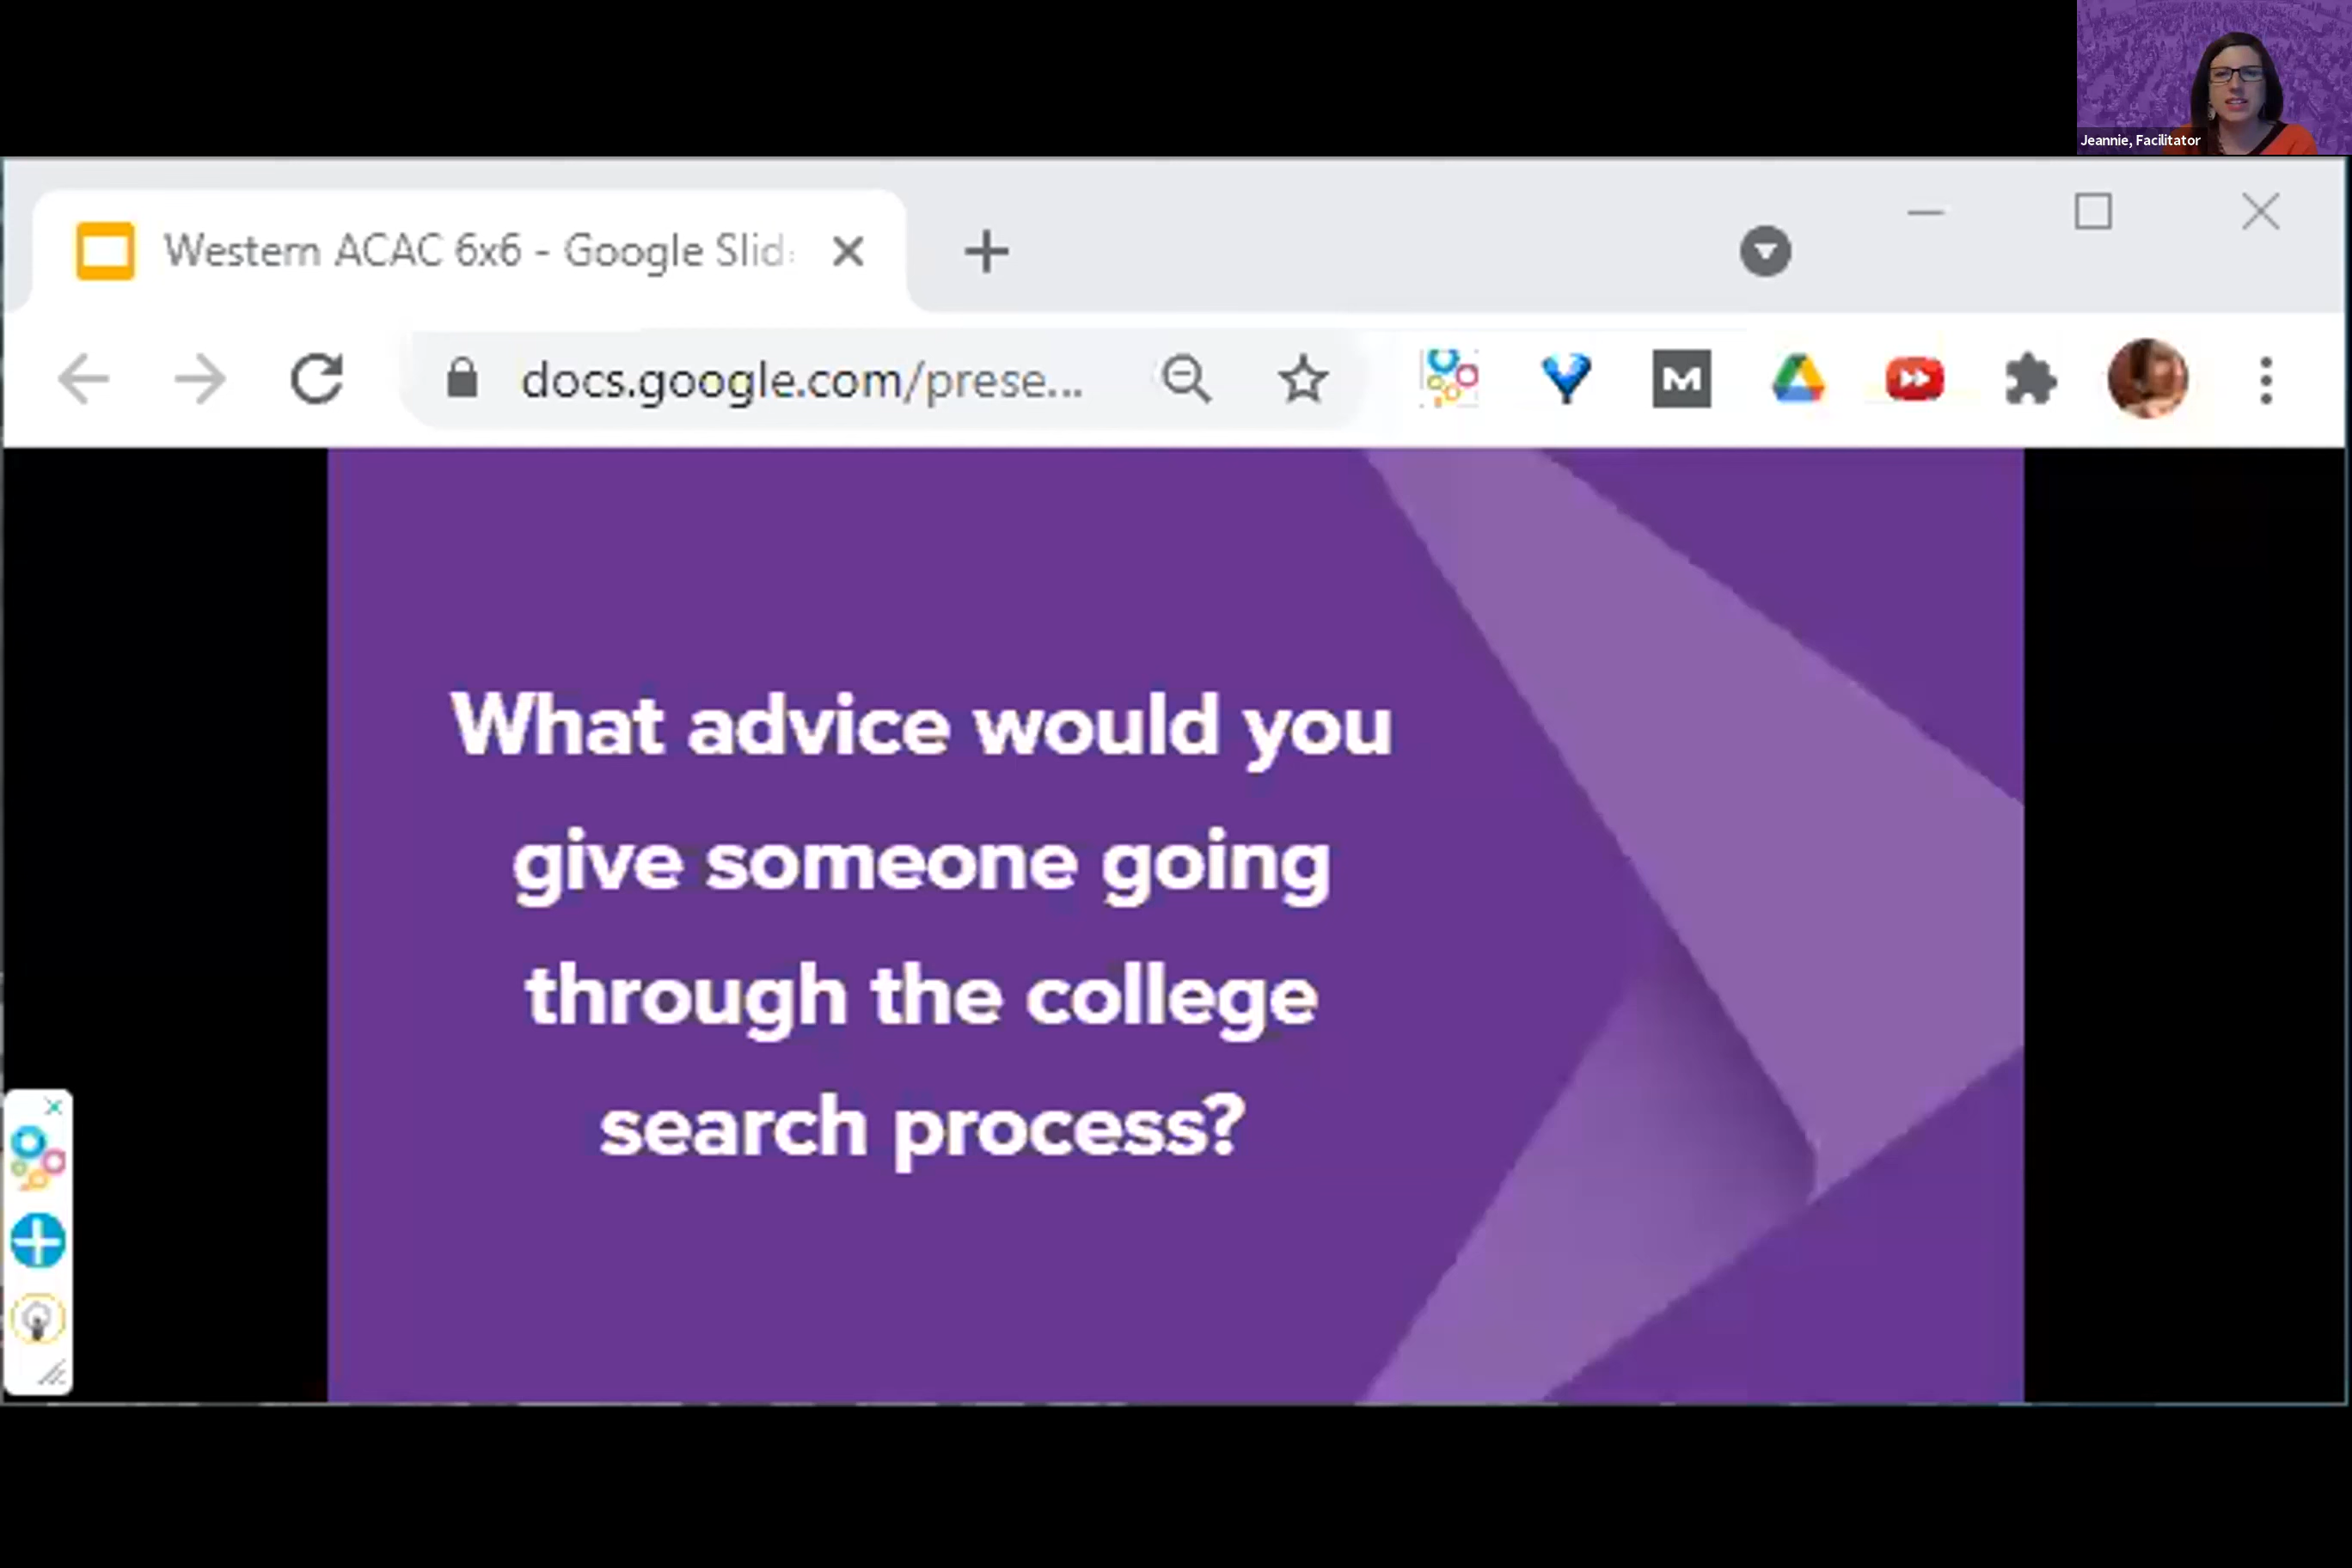 Jeannie, Facilitator
Western ACAC 6x6 - Google Slid
docs.google.com/prese...
What advice would you
give someone going
through the college
search process?